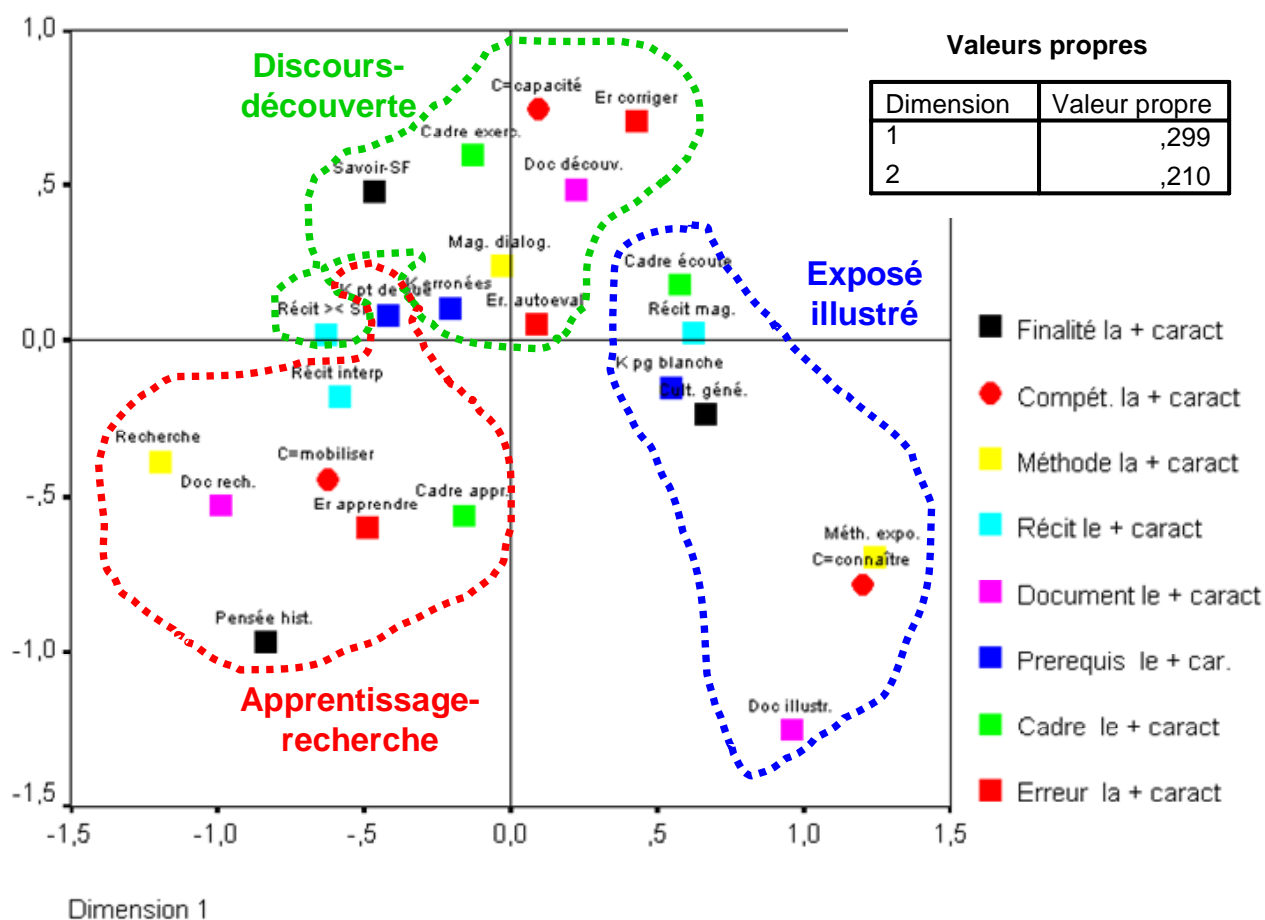 Valeurs propres
Dimension Valeur propre
1 ,299
2 ,210
1,0
,5
0,0
-,5
-1,0
-1,5
Discours-
découverte
C=capacité
Er corriger
Cadre exerc.
Doc découv.
Savoir-SF
Mag. dialog.
K erronées
K pt de vue
Récit >< S
Er. autoeval
Cadre écoute
Exposé
illustré
Récit mag.
K pg blanche
Cult. géné.
Récit interp
Recherche
C=mobiliser
Doc rech.
Er apprendre
Cadre appr.
Méth. expo.
C=connaître
Pensée hist.
Doc illustr.
Apprentissage-
recherche
-1,5 -1,0 -,5 0,0 ,5 1,0 1,5
Dimension 1
Finalité la + caract
Compét. la + caract
Méthode la + caract
Récit le + caract
Document le + caract
Prerequis le + car.
Cadre le + caract
Erreur la + caract